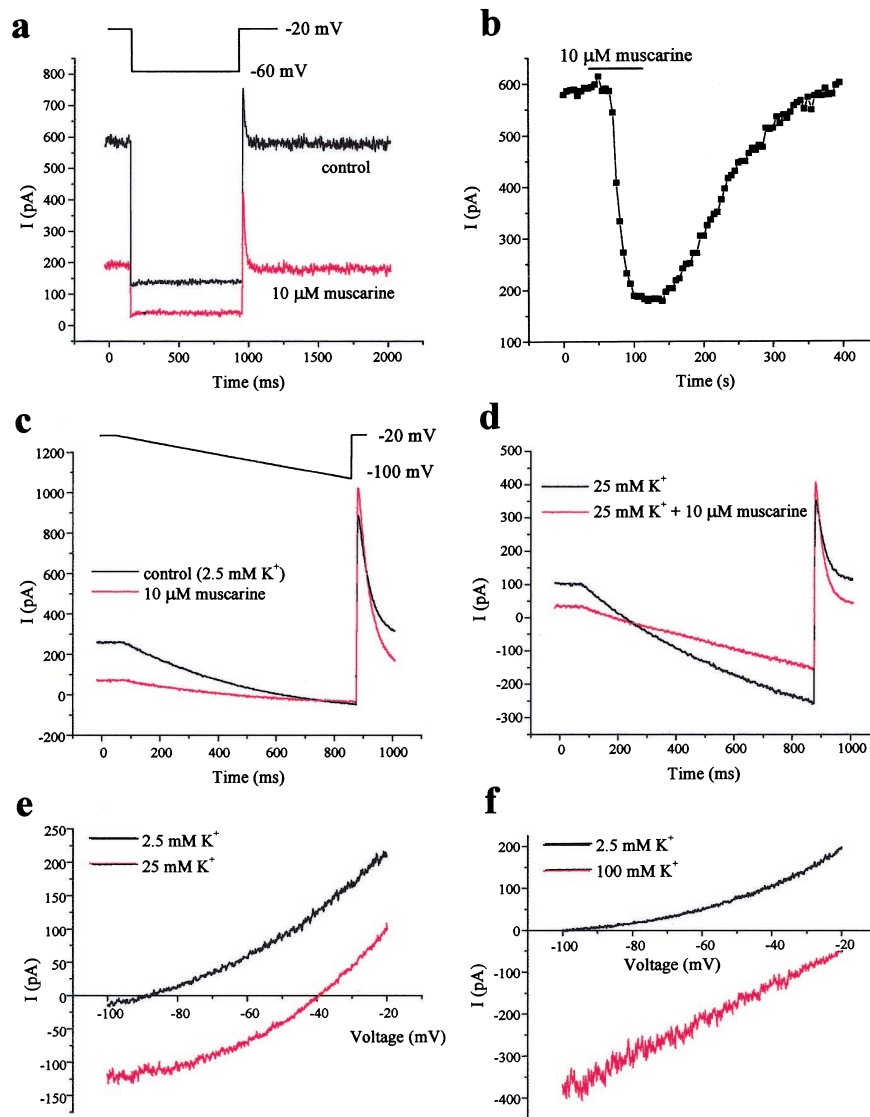 a
-20 mV
-60 mV
800
700
600
500
400
300
200
100
0
I (pA)
control
10 µM muscarine
0 500 1000 1500 2000
Time (ms)
b
10 µM muscarine
600
500
400
300
200
100
I (pA)
0 100 200 300 400
Time (s)
c
-20 mV
-100 mV
1200
1000
800
600
400
200
0
-200
I (pA)
control (2.5 mM K+)
10 µM muscarine
0 200 400 600 800 1000
Time (ms)
d
500
400
300
200
100
0
-100
-200
-300
I (pA)
25 mM K+
25 mM K+ + 10 µM muscarine
0 200 400 600 800 1000
Time (ms)
e
250
200
150
100
50
0
-50
-100
-150
I (pA)
2.5 mM K+
25 mM K+
-100 -80 -60 -40 -20
Voltage (mV)
f
200
100
0
-100
-200
-300
-400
I (pA)
2.5 mM K+
100 mM K+
-100 -80 -60 -40 -20
Voltage (mV)